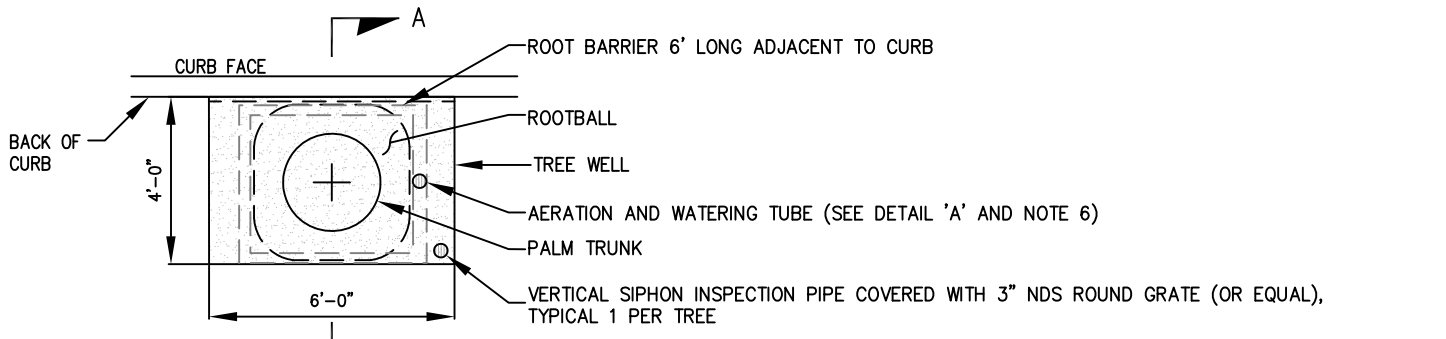 A
ROOT BARRIER 6' LONG ADJACENT TO CURB
CURB FACE
ROOTBALL
BACK OF
CURB
4'-0"
TREE WELL
AERATION AND WATERING TUBE (SEE DETAIL 'A' AND NOTE 6)
PALM TRUNK
6'-0"
VERTICAL SIPHON INSPECTION PIPE COVERED WITH 3" NDS ROUND GRATE (OR EQUAL),
TYPICAL 1 PER TREE